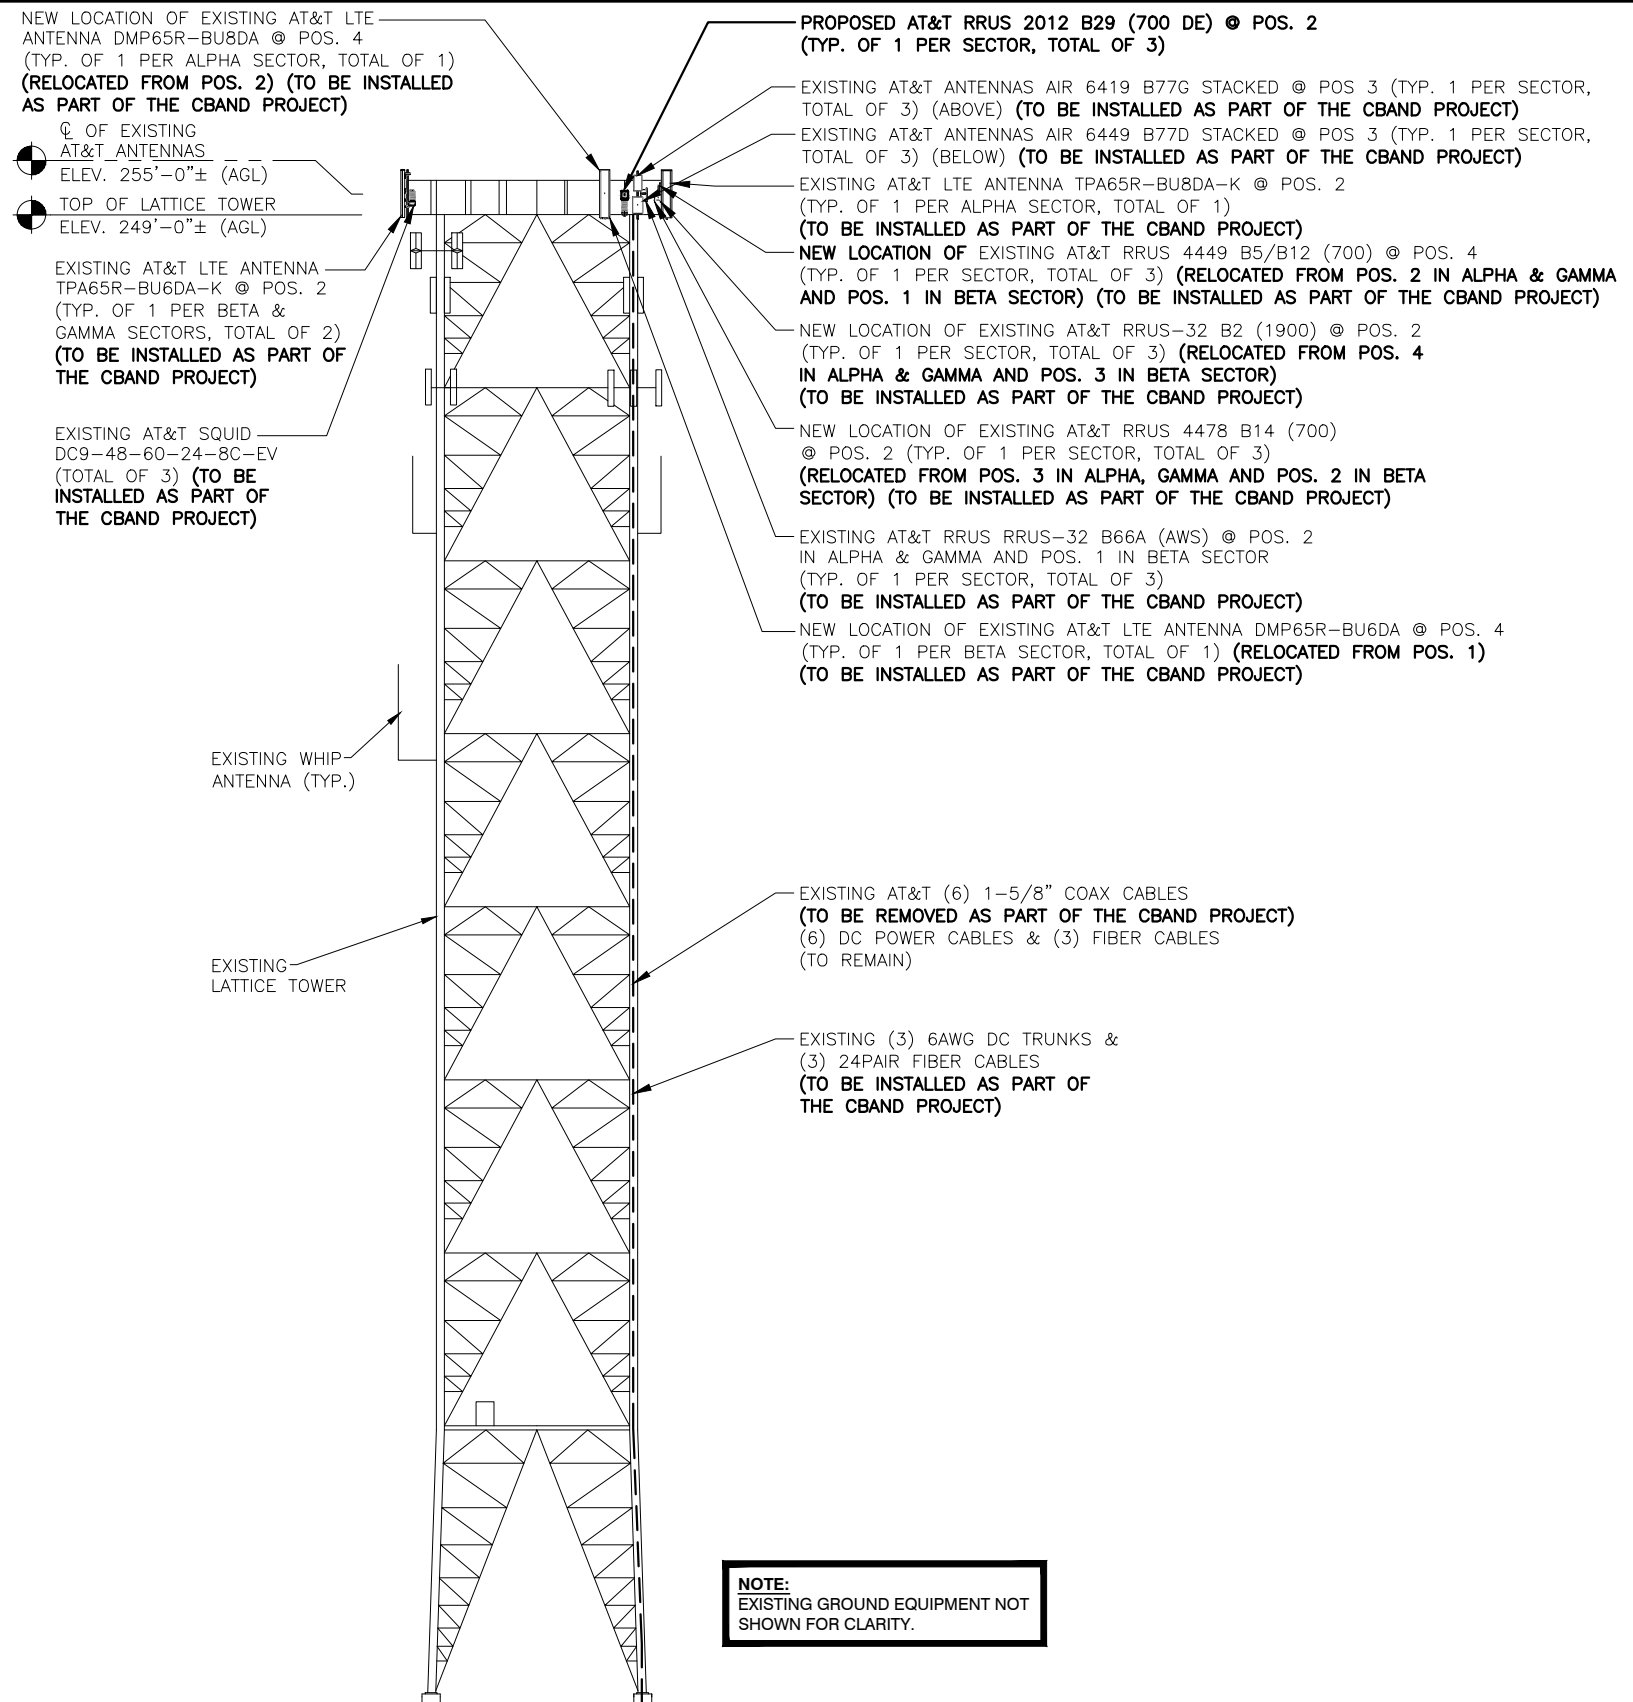 NEW LOCATION OF EXISTING AT&T LTE
ANTENNA DMP65R-BU8DA @ POS. 4
(TYP. OF 1 PER ALPHA SECTOR, TOTAL OF 1)
(RELOCATED FROM POS. 2) (TO BE INSTALLED
AS PART OF THE CBAND PROJECT)
℄ OF EXISTING
AT&T ANTENNAS
ELEV. 255'-0"± (AGL)
TOP OF LATTICE TOWER
ELEV. 249'-0"± (AGL)
EXISTING AT&T LTE ANTENNA
TPA65R-BU6DA-K @ POS. 2
(TYP. OF 1 PER BETA &
GAMMA SECTORS, TOTAL OF 2)
(TO BE INSTALLED AS PART OF
THE CBAND PROJECT)
EXISTING AT&T SQUID
DC9-48-60-24-8C-EV
(TOTAL OF 3) (TO BE
INSTALLED AS PART OF
THE CBAND PROJECT)
EXISTING WHIP
ANTENNA (TYP.)
EXISTING
LATTICE TOWER
PROPOSED AT&T RRUS 2012 B29 (700 DE) @ POS. 2
(TYP. OF 1 PER SECTOR, TOTAL OF 3)
EXISTING AT&T ANTENNAS AIR 6419 B77G STACKED @ POS 3 (TYP. 1 PER SECTOR,
TOTAL OF 3) (ABOVE) (TO BE INSTALLED AS PART OF THE CBAND PROJECT)
EXISTING AT&T ANTENNAS AIR 6449 B77D STACKED @ POS 3 (TYP. 1 PER SECTOR,
TOTAL OF 3) (BELOW) (TO BE INSTALLED AS PART OF THE CBAND PROJECT)
EXISTING AT&T LTE ANTENNA TPA65R-BU8DA-K @ POS. 2
(TYP. OF 1 PER ALPHA SECTOR, TOTAL OF 1)
(TO BE INSTALLED AS PART OF THE CBAND PROJECT)
NEW LOCATION OF EXISTING AT&T RRUS 4449 B5/B12 (700) @ POS. 4
(TYP. OF 1 PER SECTOR, TOTAL OF 3) (RELOCATED FROM POS. 2 IN ALPHA & GAMMA
AND POS. 1 IN BETA SECTOR) (TO BE INSTALLED AS PART OF THE CBAND PROJECT)
NEW LOCATION OF EXISTING AT&T RRUS-32 B2 (1900) @ POS. 2
(TYP. OF 1 PER SECTOR, TOTAL OF 3) (RELOCATED FROM POS. 4
IN ALPHA & GAMMA AND POS. 3 IN BETA SECTOR)
(TO BE INSTALLED AS PART OF THE CBAND PROJECT)
NEW LOCATION OF EXISTING AT&T RRUS 4478 B14 (700)
@ POS. 2 (TYP. OF 1 PER SECTOR, TOTAL OF 3)
(RELOCATED FROM POS. 3 IN ALPHA, GAMMA AND POS. 2 IN BETA
SECTOR) (TO BE INSTALLED AS PART OF THE CBAND PROJECT)
EXISTING AT&T RRUS RRUS-32 B66A (AWS) @ POS. 2
IN ALPHA & GAMMA AND POS. 1 IN BETA SECTOR
(TYP. OF 1 PER SECTOR, TOTAL OF 3)
(TO BE INSTALLED AS PART OF THE CBAND PROJECT)
NEW LOCATION OF EXISTING AT&T LTE ANTENNA DMP65R-BU6DA @ POS. 4
(TYP. OF 1 PER BETA SECTOR, TOTAL OF 1) (RELOCATED FROM POS. 1)
(TO BE INSTALLED AS PART OF THE CBAND PROJECT)
EXISTING AT&T (6) 1-5/8" COAX CABLES
(TO BE REMOVED AS PART OF THE CBAND PROJECT)
(6) DC POWER CABLES & (3) FIBER CABLES
(TO REMAIN)
EXISTING (3) 6AWG DC TRUNKS &
(3) 24PAIR FIBER CABLES
(TO BE INSTALLED AS PART OF
THE CBAND PROJECT)
NOTE:
EXISTING GROUND EQUIPMENT NOT
SHOWN FOR CLARITY.